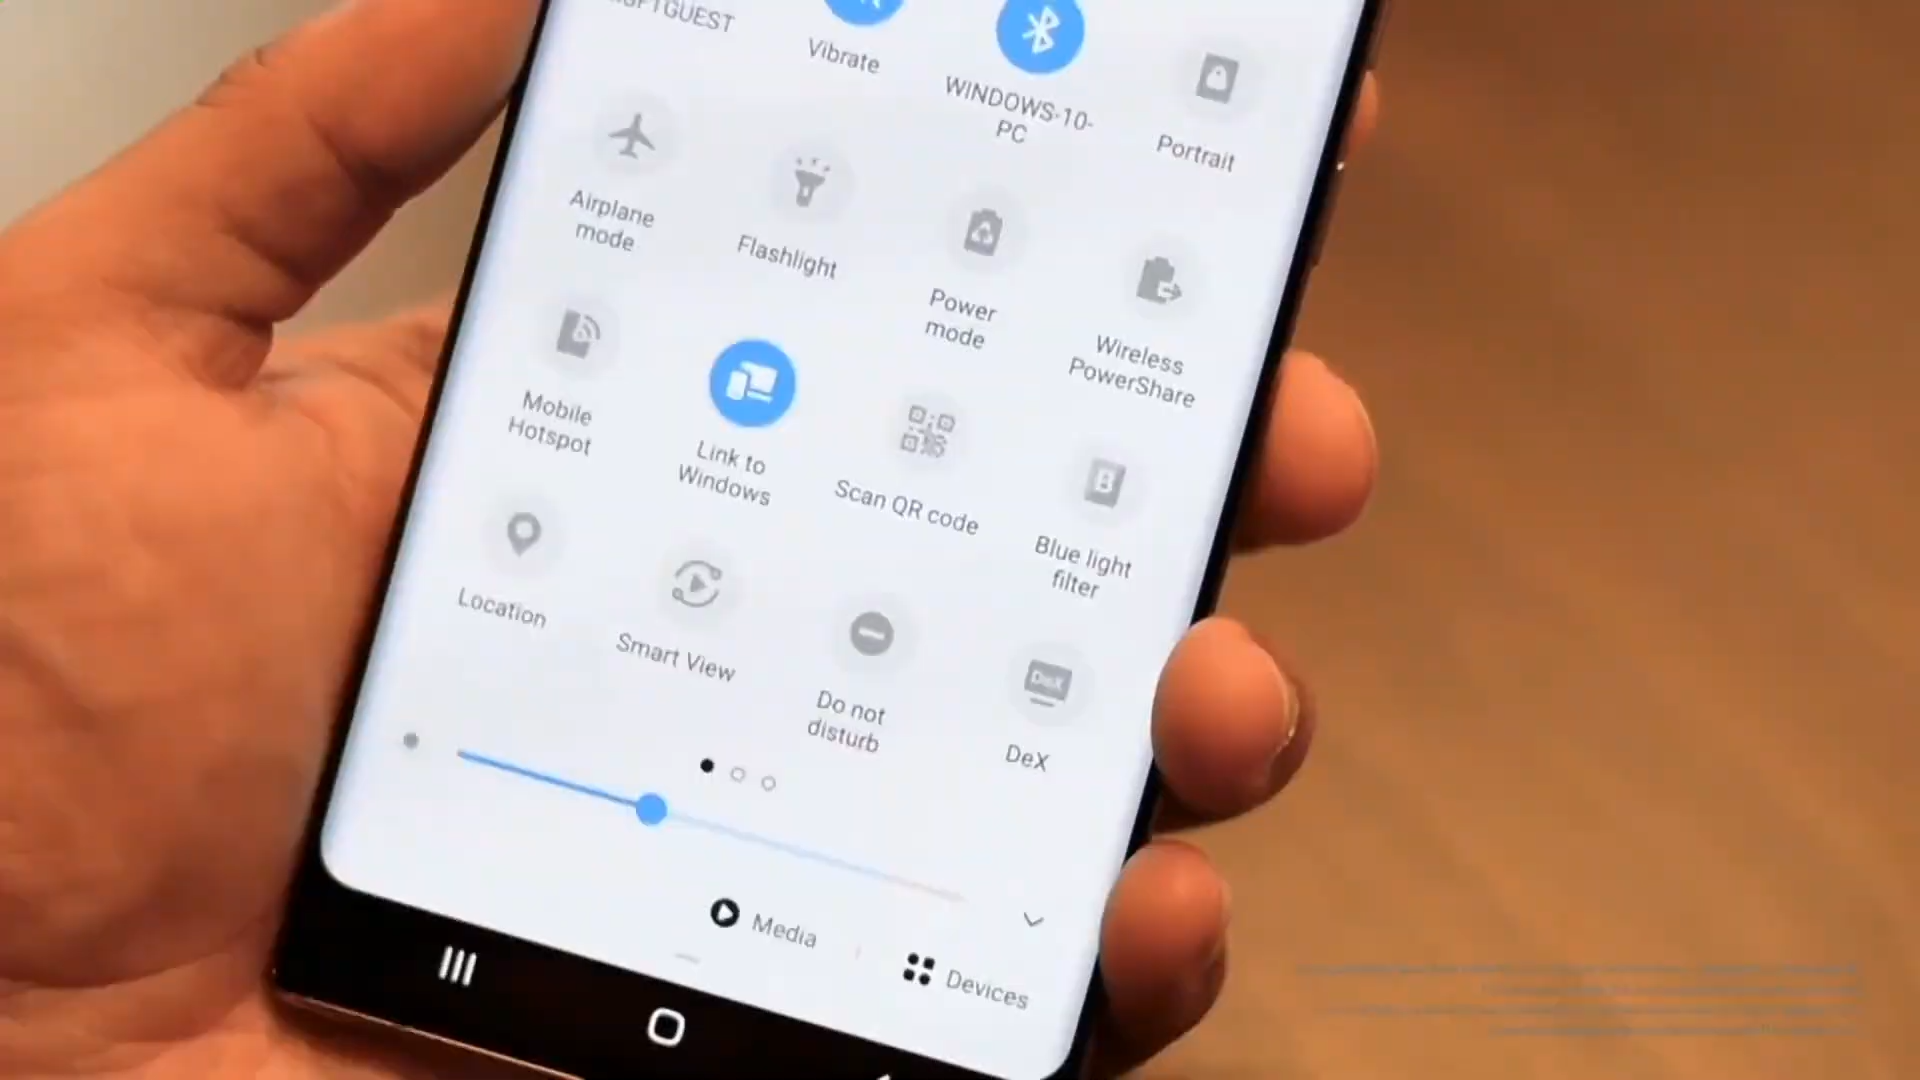 Vibrate
WINDOWS-10-
PC
Portrait
Airplane
mode
Flashlight
Power
mode
Wireless
PowerShare
Mobile
Hotspot
Link to
Windows
Scan QR code
B
Blue light
filter
Location
Smart View
Do not
disturb
DeX
DeX
Media
Devices